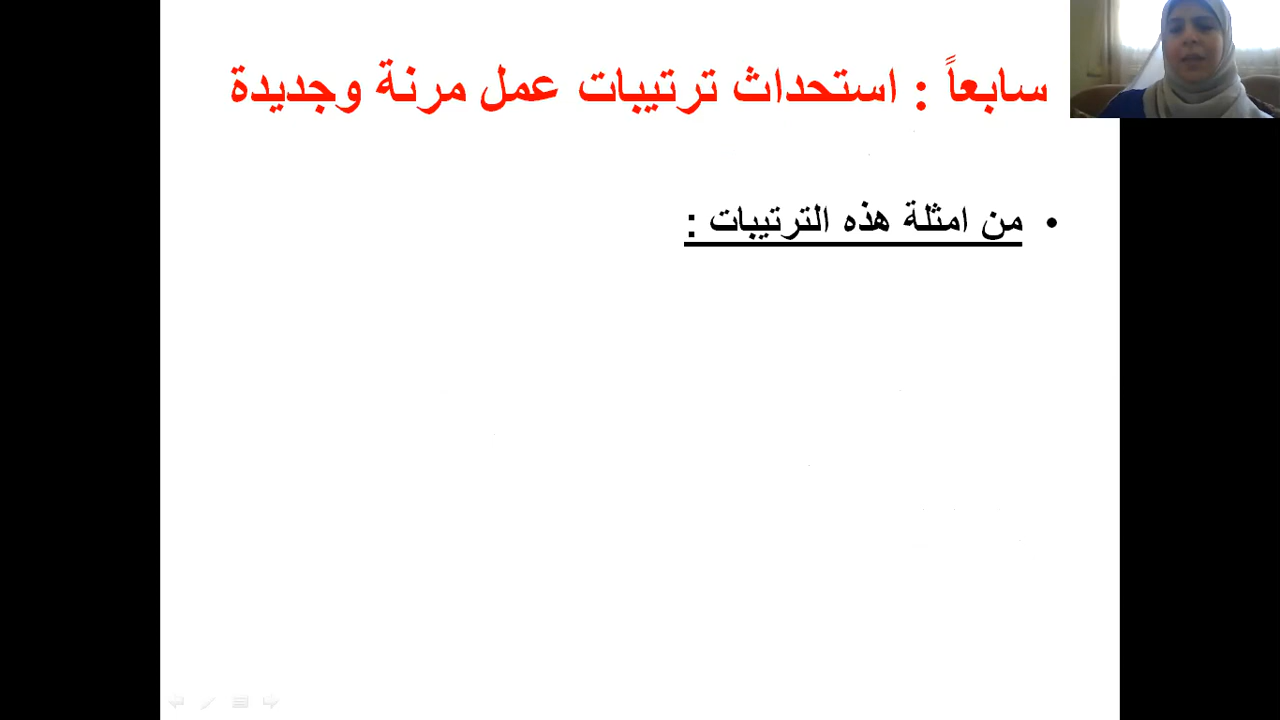 سابعاً : استحداث ترتيبات عمل مرنة وجديدة
• من امثلة هذه الترتيبات :